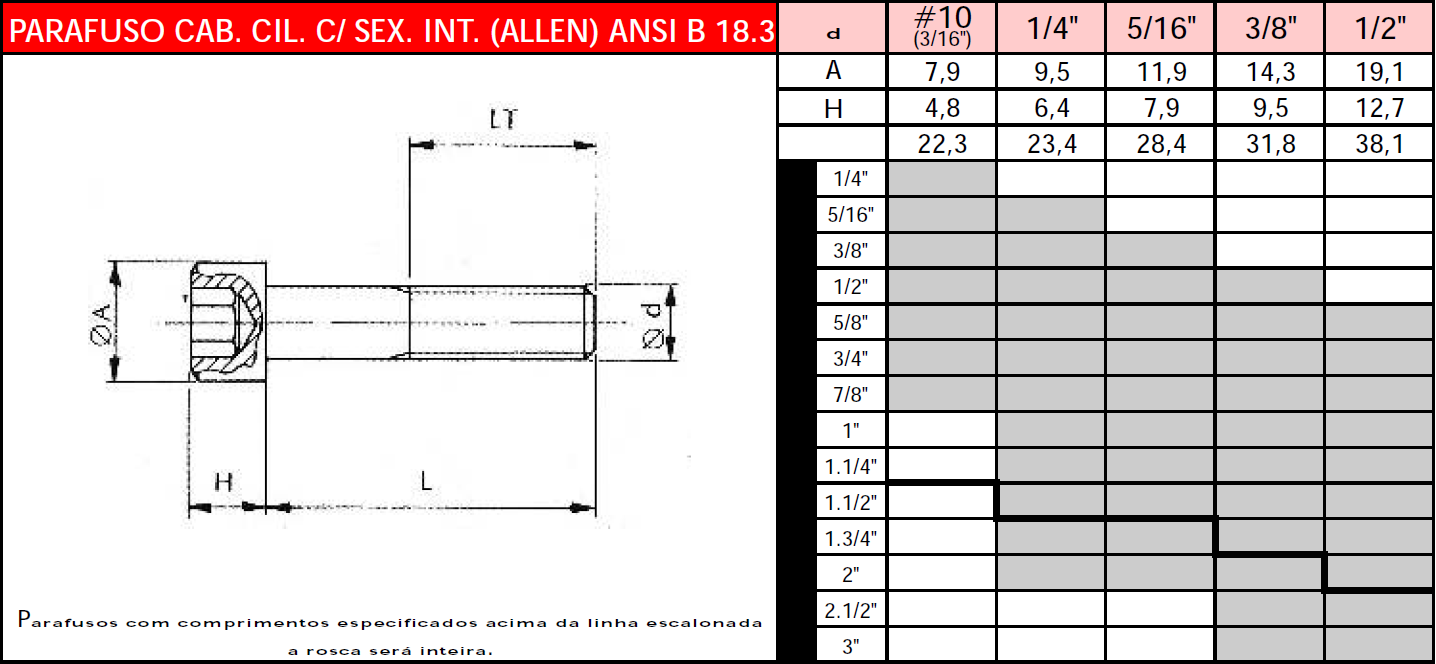 PARAFUSO CAB. CIL. C/ SEX. INT. (ALLEN) ANSI B 18.3
d #10 (3/16") 1/4" 5/16" 3/8" 1/2"
A 7,9 9,5 11,9 14,3 19,1
H 4,8 6,4 7,9 9,5 12,7
22,3 23,4 28,4 31,8 38,1
1/4"
5/16"
3/8"
1/2"
5/8"
3/4"
7/8"
1"
1.1/4"
1.1/2"
1.3/4"
2"
2.1/2"
3"
LT
ØA
Ø d
H
L
Parafusos com comprimentos especificados acima da linha escalonada
a rosca será inteira.